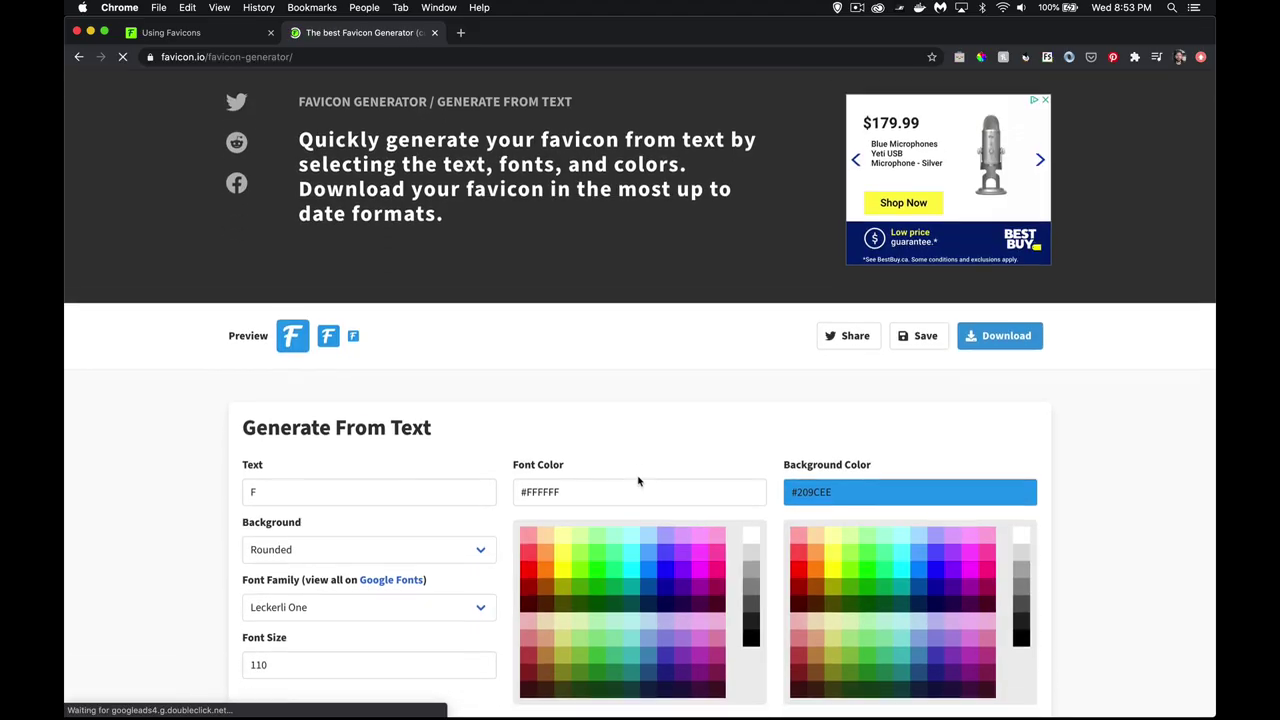 Chrome File Edit View History Bookmarks People Tab Window Help
100% Wed 8:53 PM
Using Favicons
The best Favicon Generator (c
favicon.io/favicon-generator/
FAVICON GENERATOR / GENERATE FROM TEXT
Quickly generate your favicon from text by
selecting the text, fonts, and colors.
Download your favicon in the most up to
date formats.
$179.99
Blue Microphones
Yeti USB
Microphone - Silver
Shop Now
Low price
guarantee.*
BEST
BUY
*See BestBuy.ca. Some conditions and exclusions apply.
Preview F F F
Share Save Download
Generate From Text
Text
F
Background
Rounded
Font Family (view all on Google Fonts)
Leckerli One
Font Size
110
Font Color
#FFFFFF
Background Color
#209CEE
Waiting for googleads4.g.doubleclick.net...